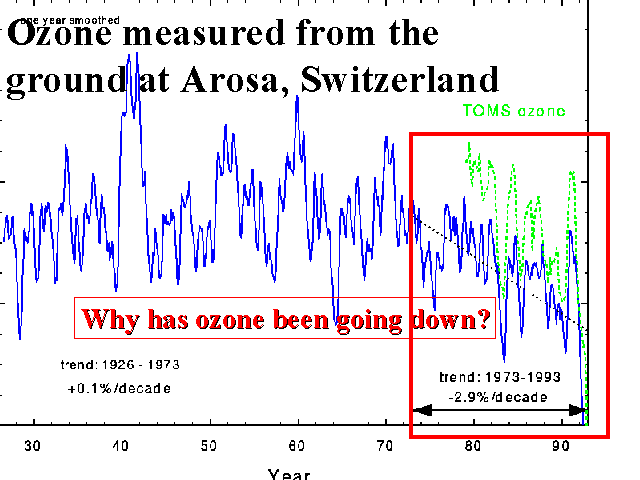 one year smoothed
Ozone measured from the
ground at Arosa, Switzerland
TOMS ozone
Why has ozone been going down?
trend: 1926 - 1973
+0.1%/decade
trend: 1973-1993
-2.9%/decade
30 40 50 60 70 80 90
Year